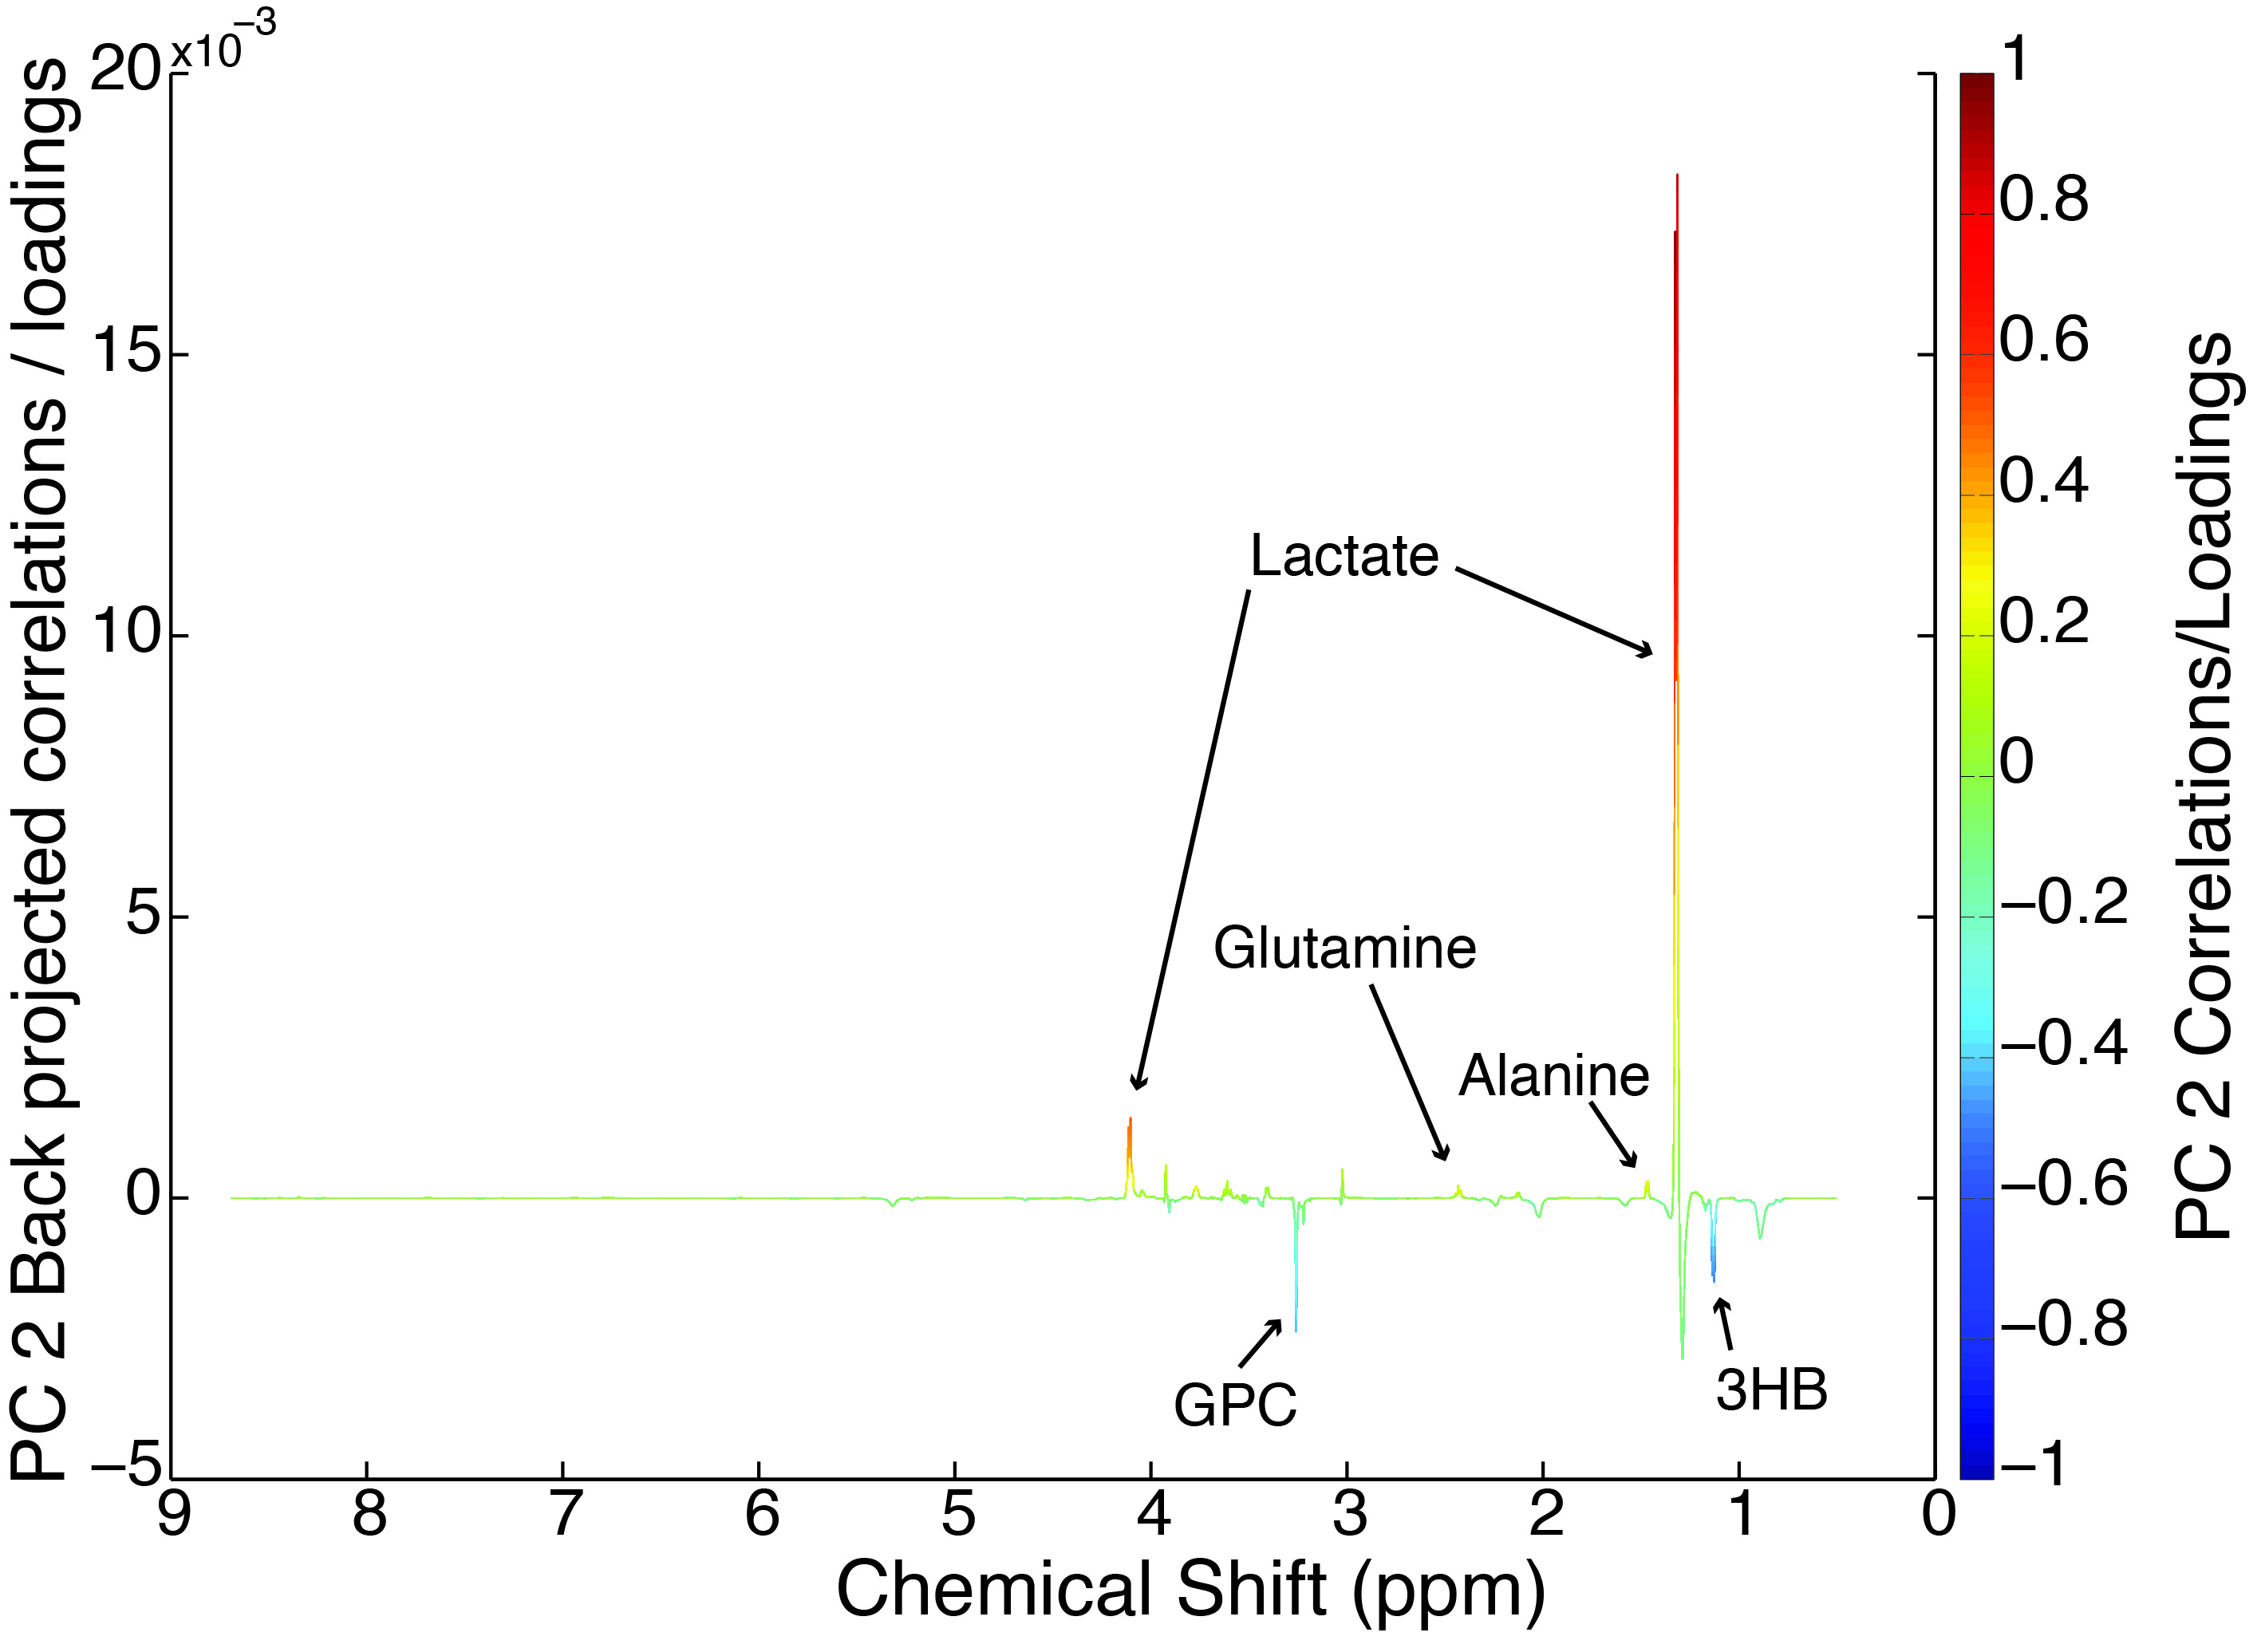 x10−3
20
15
10
5
0
−5
PC 2 Back projected correlations / loadings
Lactate
Glutamine
Alanine
GPC
3HB
9 8 7 6 5 4 3 2 1 0
Chemical Shift (ppm)
1
0.8
0.6
0.4
0.2
0
−0.2
−0.4
−0.6
−0.8
−1
PC 2 Correlations/Loadings